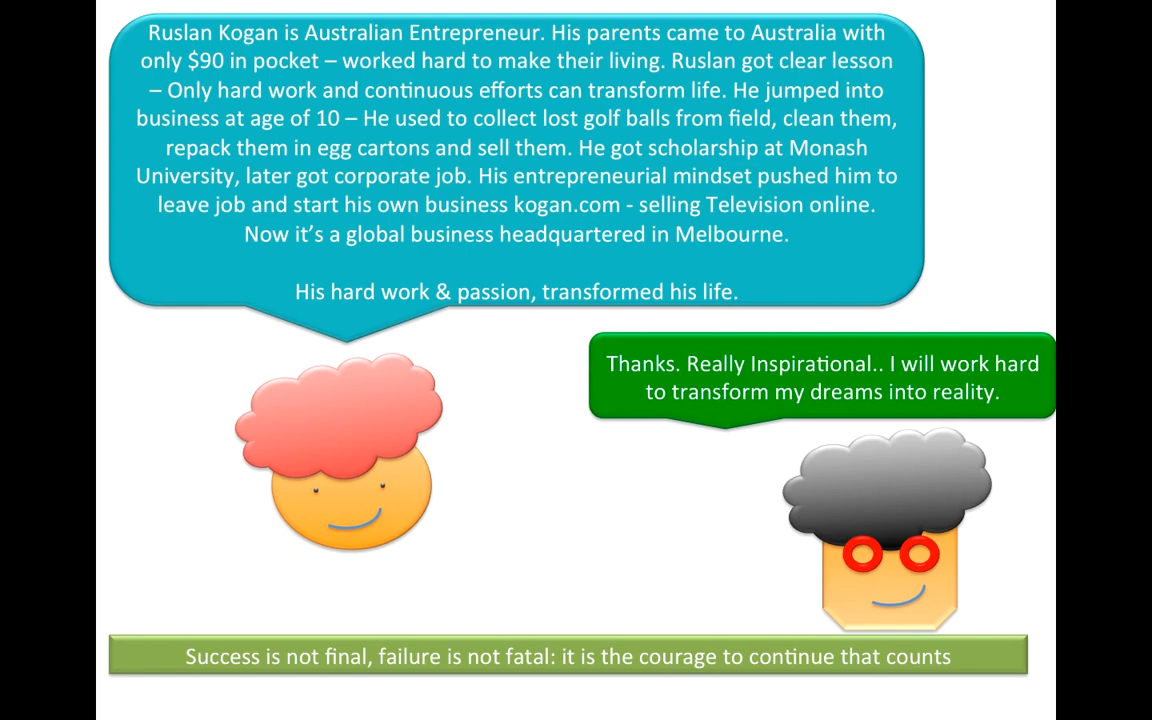 Ruslan Kogan is Australian Entrepreneur. His parents came to Australia with
only $90 in pocket – worked hard to make their living. Ruslan got clear lesson
– Only hard work and continuous efforts can transform life. He jumped into
business at age of 10 – He used to collect lost golf balls from field, clean them,
repack them in egg cartons and sell them. He got scholarship at Monash
University, later got corporate job. His entrepreneurial mindset pushed him to
leave job and start his own business kogan.com - selling Television online.
Now it’s a global business headquartered in Melbourne.
His hard work & passion, transformed his life.
Thanks. Really Inspirational.. I will work hard
to transform my dreams into reality.
Success is not final, failure is not fatal: it is the courage to continue that counts